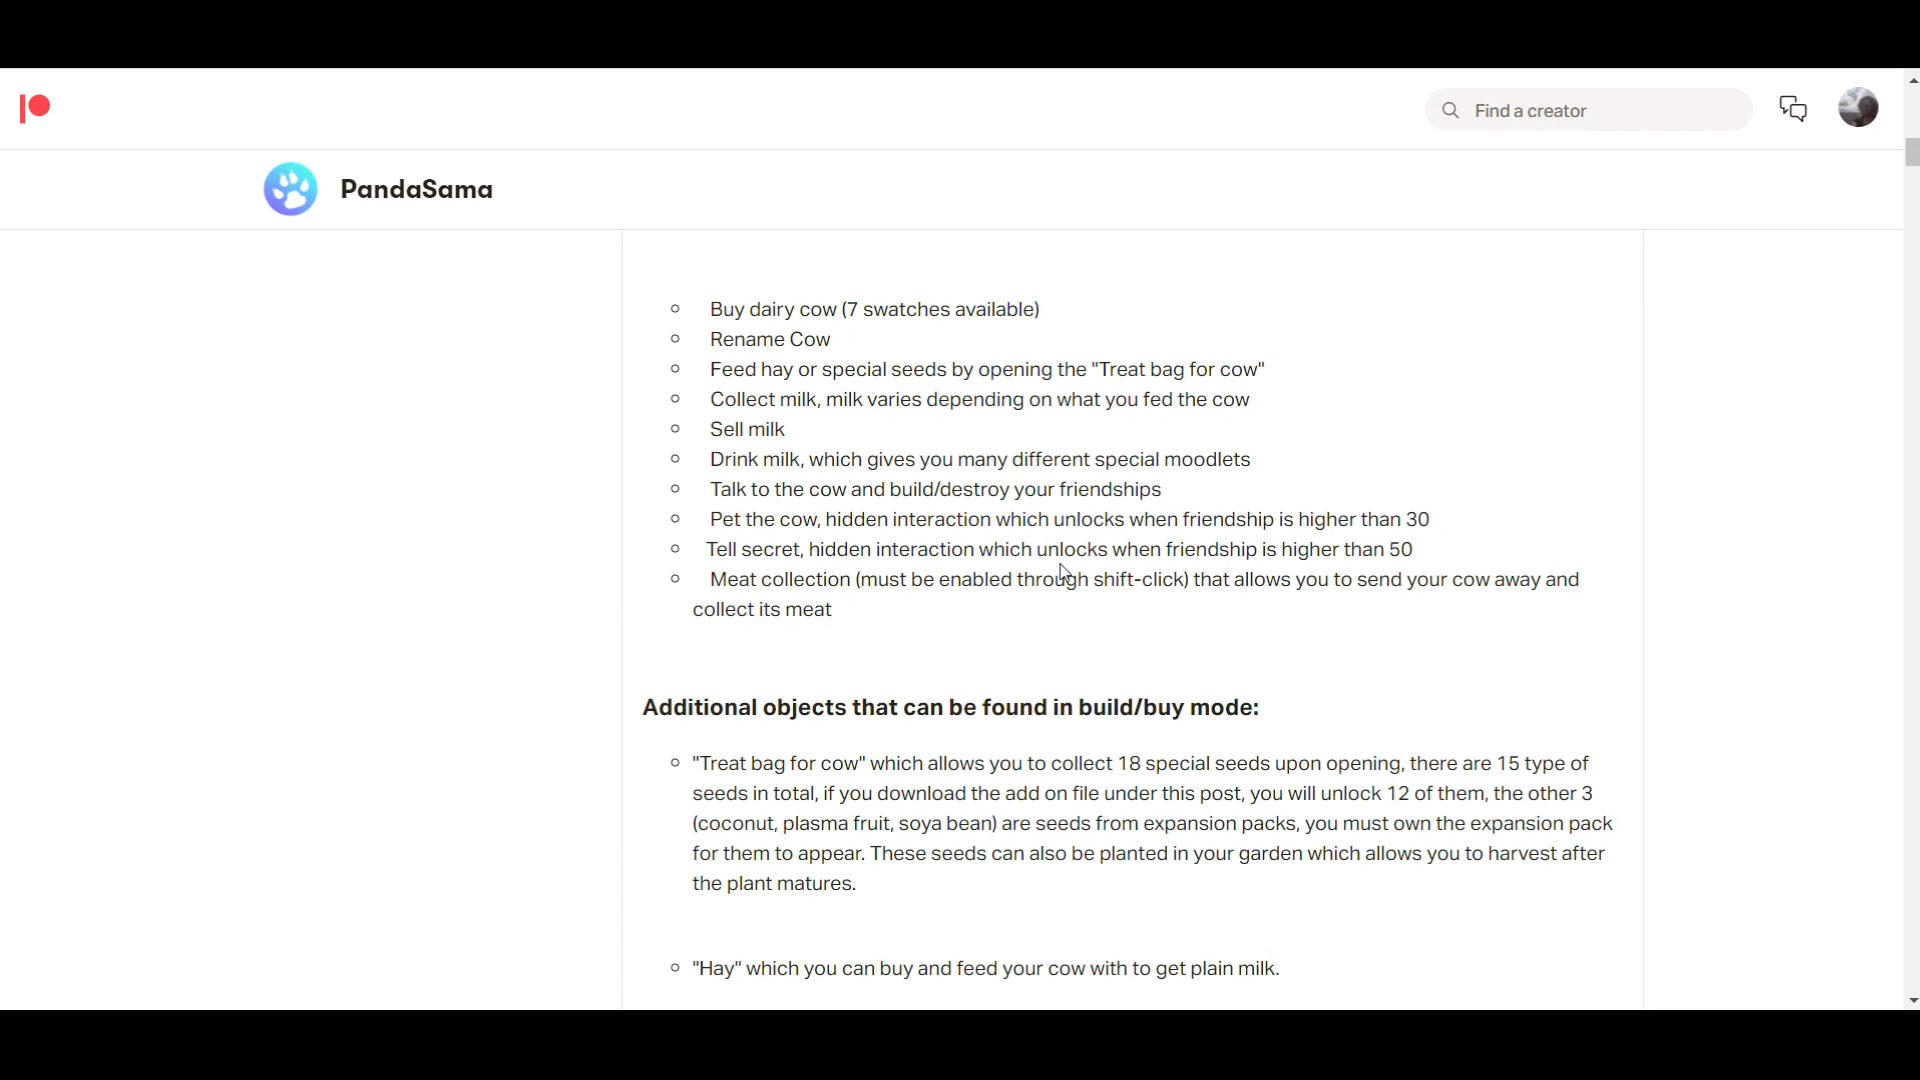 Find a creator
PandaSama
Buy dairy cow (7 swatches available)
Rename Cow
Feed hay or special seeds by opening the "Treat bag for cow"
Collect milk, milk varies depending on what you fed the cow
Sell milk
Drink milk, which gives you many different special moodlets
Talk to the cow and build/destroy your friendships
Pet the cow, hidden interaction which unlocks when friendship is higher than 30
Tell secret, hidden interaction which unlocks when friendship is higher than 50
Meat collection (must be enabled through shift-click) that allows you to send your cow away and
collect its meat
Additional objects that can be found in build/buy mode:
"Treat bag for cow" which allows you to collect 18 special seeds upon opening, there are 15 type of
seeds in total, if you download the add on file under this post, you will unlock 12 of them, the other 3
(coconut, plasma fruit, soya bean) are seeds from expansion packs, you must own the expansion pack
for them to appear. These seeds can also be planted in your garden which allows you to harvest after
the plant matures.
"Hay" which you can buy and feed your cow with to get plain milk.